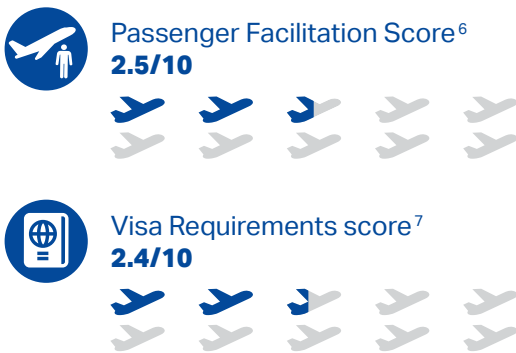 Passenger Facilitation Score⁶
2.5/10
Visa Requirements score⁷
2.4/10